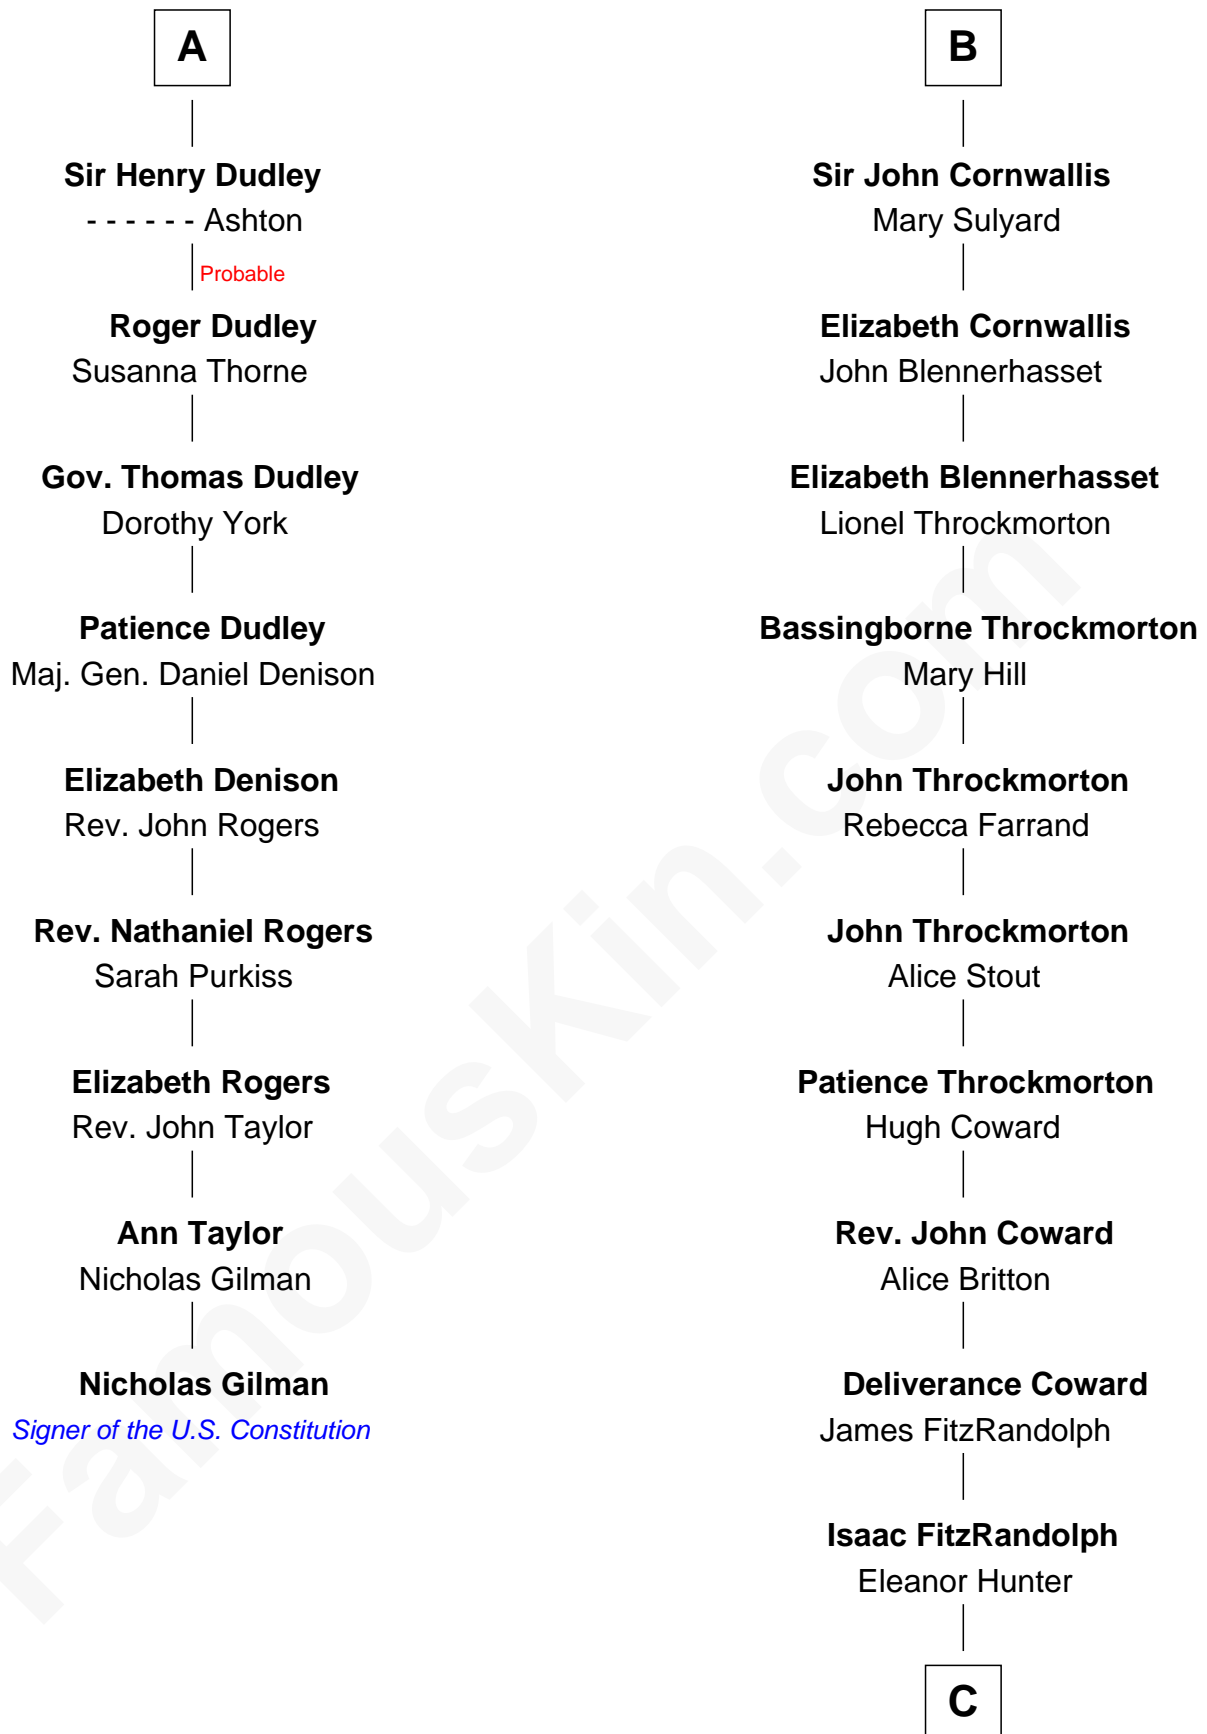 A
Sir Henry Dudley
- - - - - - Ashton
Probable
Roger Dudley
Susanna Thorne
Gov. Thomas Dudley
Dorothy York
Patience Dudley
Maj. Gen. Daniel Denison
Elizabeth Denison
Rev. John Rogers
Rev. Nathaniel Rogers
Sarah Purkiss
Elizabeth Rogers
Rev. John Taylor
Ann Taylor
Nicholas Gilman
Nicholas Gilman
Signer of the U.S. Constitution
B
Sir John Cornwallis
Mary Sulyard
Elizabeth Cornwallis
John Blennerhasset
Elizabeth Blennerhasset
Lionel Throckmorton
Bassingborne Throckmorton
Mary Hill
John Throckmorton
Rebecca Farrand
John Throckmorton
Alice Stout
Patience Throckmorton
Hugh Coward
Rev. John Coward
Alice Britton
Deliverance Coward
James FitzRandolph
Isaac FitzRandolph
Eleanor Hunter
C
FamousKin.com